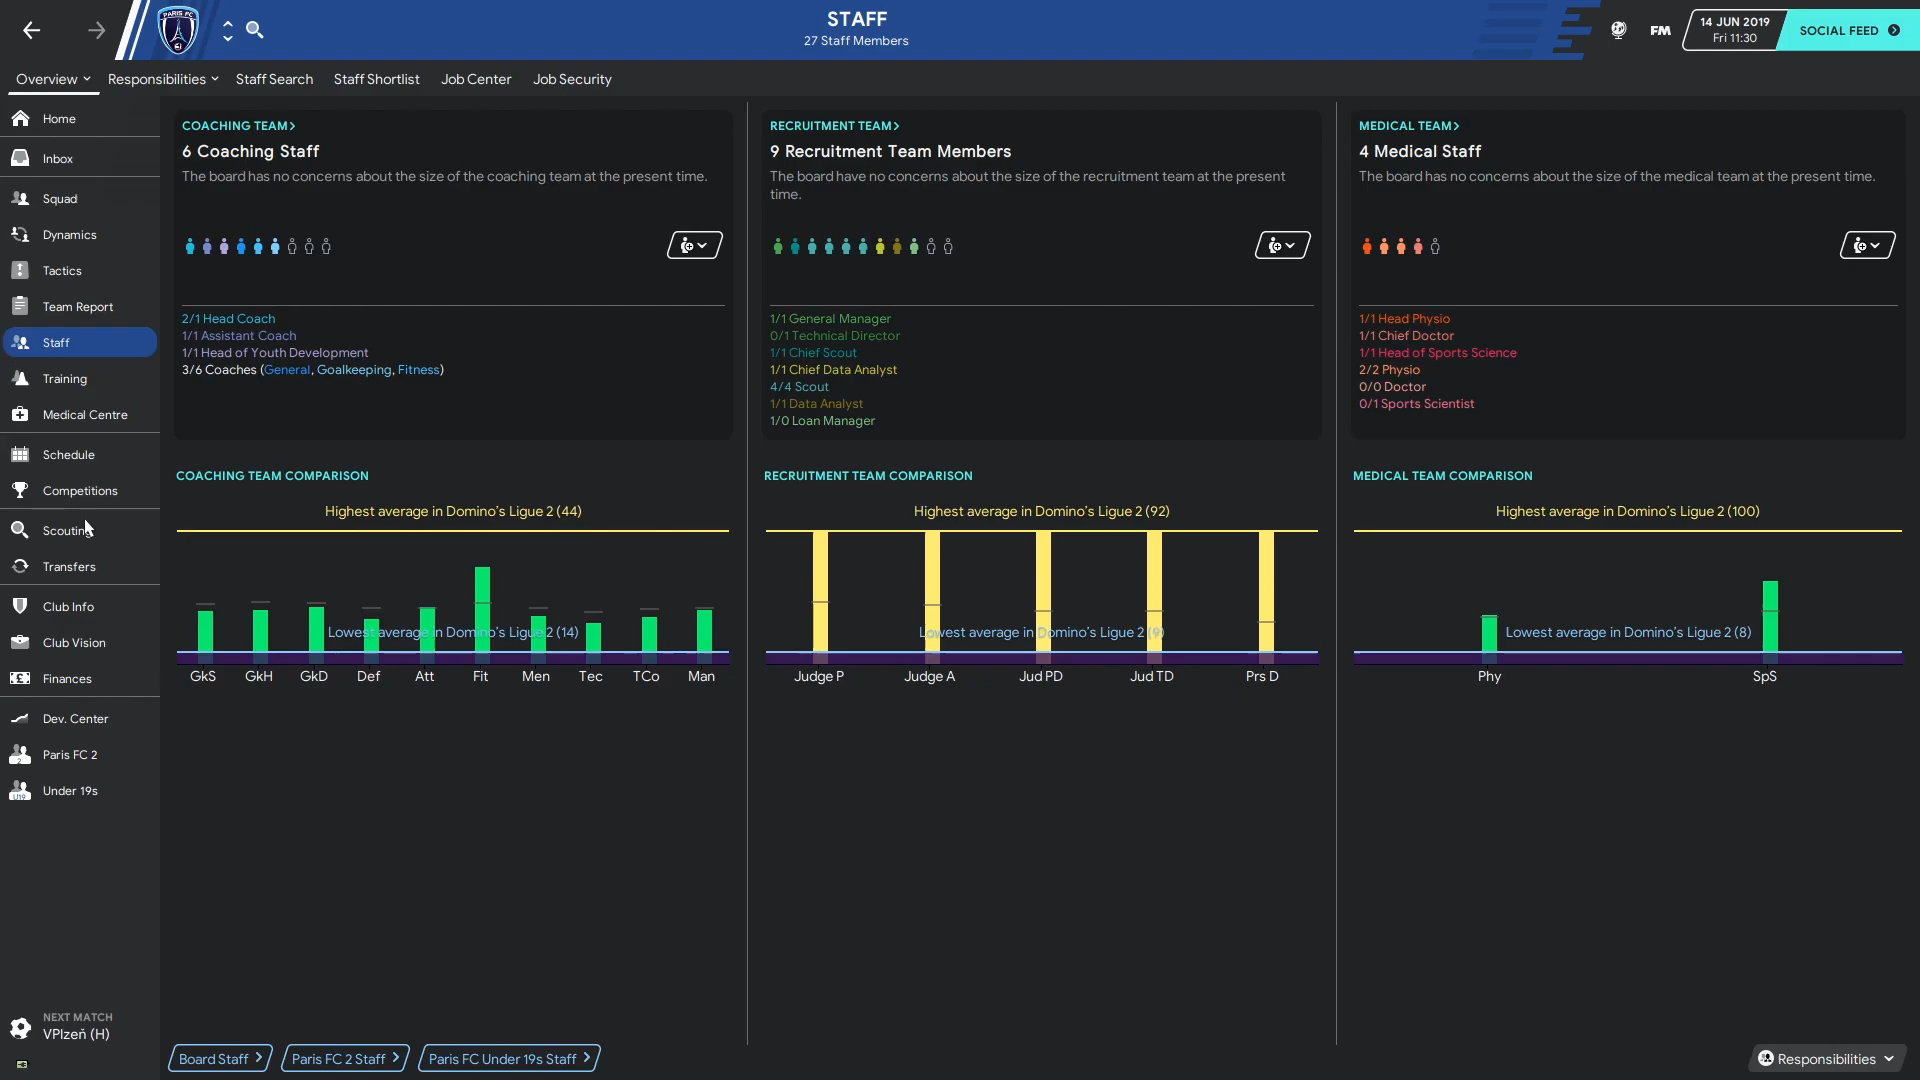 PARIS FC
STAFF
27 Staff Members
FM
14 JUN 2019
Fri 11:30
SOCIAL FEED
Overview
Responsibilities
Staff Search
Staff Shortlist
Job Center
Job Security
Home
Inbox
Squad
Dynamics
Tactics
Team Report
Staff
Training
Medical Centre
Schedule
Competitions
Scouting
Transfers
Club Info
Club Vision
Finances
Dev. Center
2
Paris FC 2
U19
Under 19s
NEXT MATCH
VPlzeň (H)
COACHING TEAM>
6 Coaching Staff
The board has no concerns about the size of the coaching team at the present time.
2/1 Head Coach
1/1 Assistant Coach
1/1 Head of Youth Development
3/6 Coaches (General, Goalkeeping, Fitness)
RECRUITMENT TEAM>
9 Recruitment Team Members
The board have no concerns about the size of the recruitment team at the present
time.
1/1 General Manager
0/1 Technical Director
1/1 Chief Scout
1/1 Chief Data Analyst
4/4 Scout
1/1 Data Analyst
1/0 Loan Manager
MEDICAL TEAM>
4 Medical Staff
The board has no concerns about the size of the medical team at the present time.
1/1 Head Physio
1/1 Chief Doctor
1/1 Head of Sports Science
2/2 Physio
0/0 Doctor
0/1 Sports Scientist
COACHING TEAM COMPARISON
Highest average in Domino's Ligue 2 (44)
Lowest average in Domino's Ligue 2 (14)
GkS GkH GkD Def Att Fit Men Tec TCo Man
RECRUITMENT TEAM COMPARISON
Highest average in Domino's Ligue 2 (92)
Lowest average in Domino's Ligue 2 (9)
Judge P Judge A Jud PD Jud TD Prs D
MEDICAL TEAM COMPARISON
Highest average in Domino's Ligue 2 (100)
Lowest average in Domino's Ligue 2 (8)
Phy SpS
Board Staff >
Paris FC 2 Staff >
Paris FC Under 19s Staff >
Responsibilities